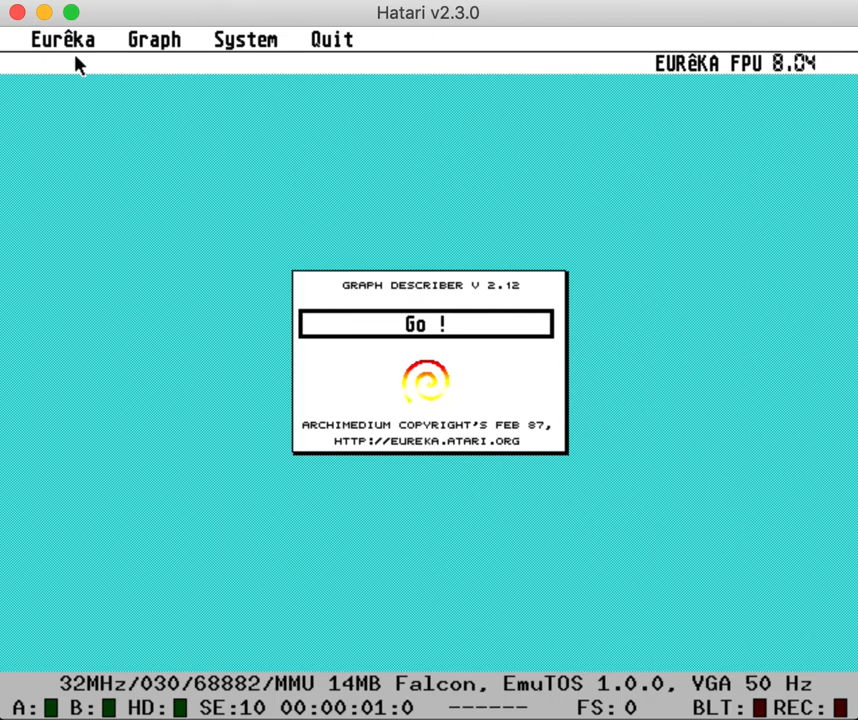 Hatari v2.3.0
Eurêka Graph System Quit
EURêKA FPU 8.04
GRAPH DESCRIBER V 2.12
Go !
ARCHIMEDIUM COPYRIGHT'S FEB 87,
HTTP://EUREKA.ATARI.ORG
32MHz/030/68882/MMU 14MB Falcon, EmuTOS 1.0.0, VGA 50 Hz
A: B: HD: SE:10 00:00:01:0 ------ FS: 0 BLT: REC: